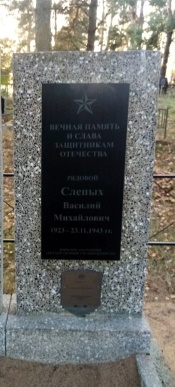 ВЕЧНАЯ ПАМЯТЬ
И СЛАВА
ЗАЩИТНИКАМ
ОТЕЧЕСТВА
РЯДОВОЙ
Слепых
Василий
Михайлович
1923 - 22.11.1943 гг.